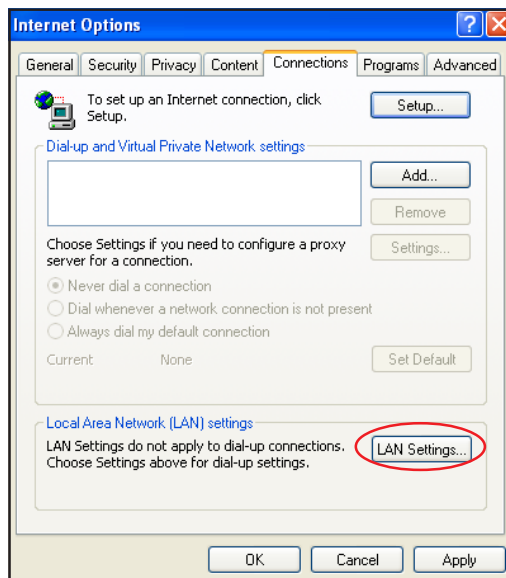 Internet Options
General Security Privacy Content Connections Programs Advanced
To set up an Internet connection, click
Setup.
Setup...
Dial-up and Virtual Private Network settings
Add...
Remove
Choose Settings if you need to configure a proxy
server for a connection.
Settings...
Never dial a connection
Dial whenever a network connection is not present
Always dial my default connection
Current None
Set Default
Local Area Network (LAN) settings
LAN Settings do not apply to dial-up connections.
Choose Settings above for dial-up settings.
LAN Settings...
OK Cancel Apply